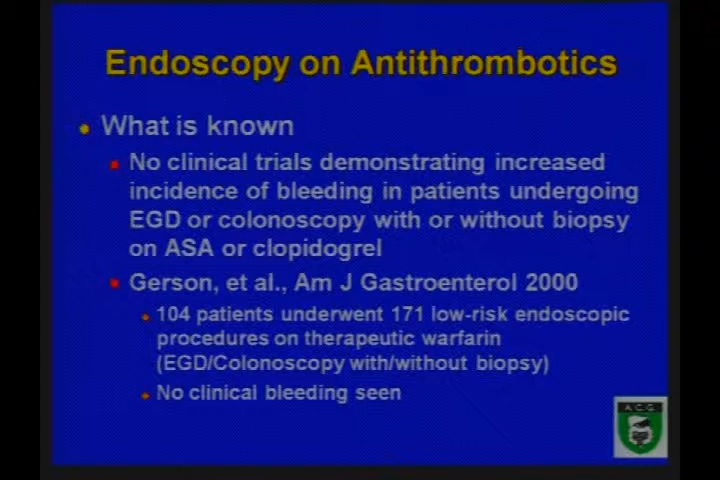 Endoscopy on Antithrombotics
What is known
No clinical trials demonstrating increased
incidence of bleeding in patients undergoing
EGD or colonoscopy with or without biopsy
on ASA or clopidogrel
Gerson, et al., Am J Gastroenterol 2000
104 patients underwent 171 low-risk endoscopic
procedures on therapeutic warfarin
(EGD/Colonoscopy with/without biopsy)
No clinical bleeding seen
A.C.G.